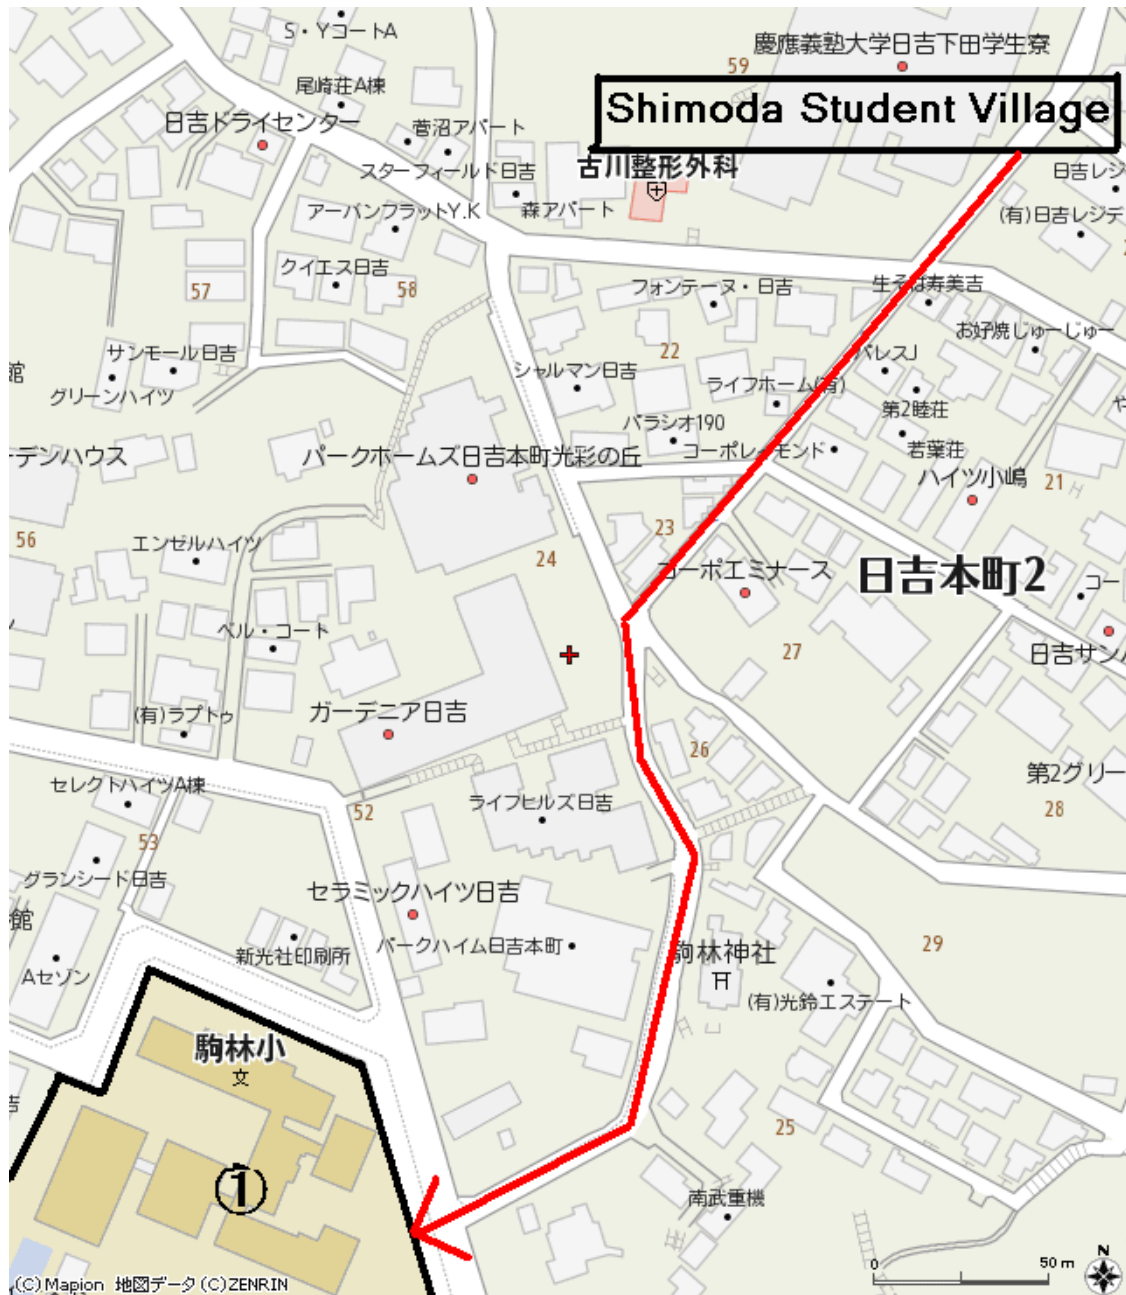 S・YコートA
慶應義塾大学日吉下田学生寮
59
尾崎荘A棟
Shimoda Student Village
日吉ドライセンター
菅沼アパート
スターフィールド日吉
古川整形外科
日吉レジ
アーバンフラットY.K
森アパート
(有)日吉レジデ
クイエス日吉
57
58
フォンテーヌ・日吉
生そば寿美吉
お好焼じゅーじゅー
サンモール日吉
22
パレスJ
館
シャルマン日吉
ライフホーム(有)
グリーンハイツ
第2睦荘
や
パラシオ190
ーデンハウス
パークホームズ日吉本町光彩の丘
コーポレイモンド
若葉荘
ハイツ小嶋
21
56
エンゼルハイツ
23
24
コーポエミナース
日吉本町2
コー
ベル・コート
27
日吉サンハ
(有)ラプトゥ
ガーデニア日吉
26
第2グリー
セレクトハイツA棟
52
ライフヒルズ日吉
28
53
グランシード日吉
セラミックハイツ日吉
館
新光社印刷所
パークハイム日吉本町
29
Aセゾン
駒林神社
(有)光鈴エステート
駒林小
文
吉
25
①
南武重機
0
50 m
N
(C)Mapion 地図データ(C)ZENRIN